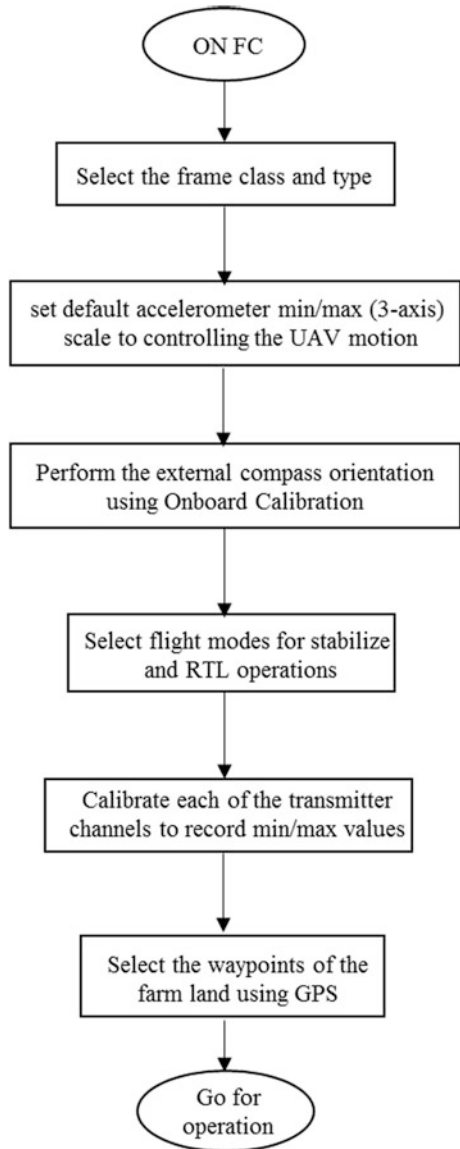 ON FC
Select the frame class and type
set default accelerometer min/max (3-axis)
scale to controlling the UAV motion
Perform the external compass orientation
using Onboard Calibration
Select flight modes for stabilize
and RTL operations
Calibrate each of the transmitter
channels to record min/max values
Select the waypoints of the
farm land using GPS
Go for
operation